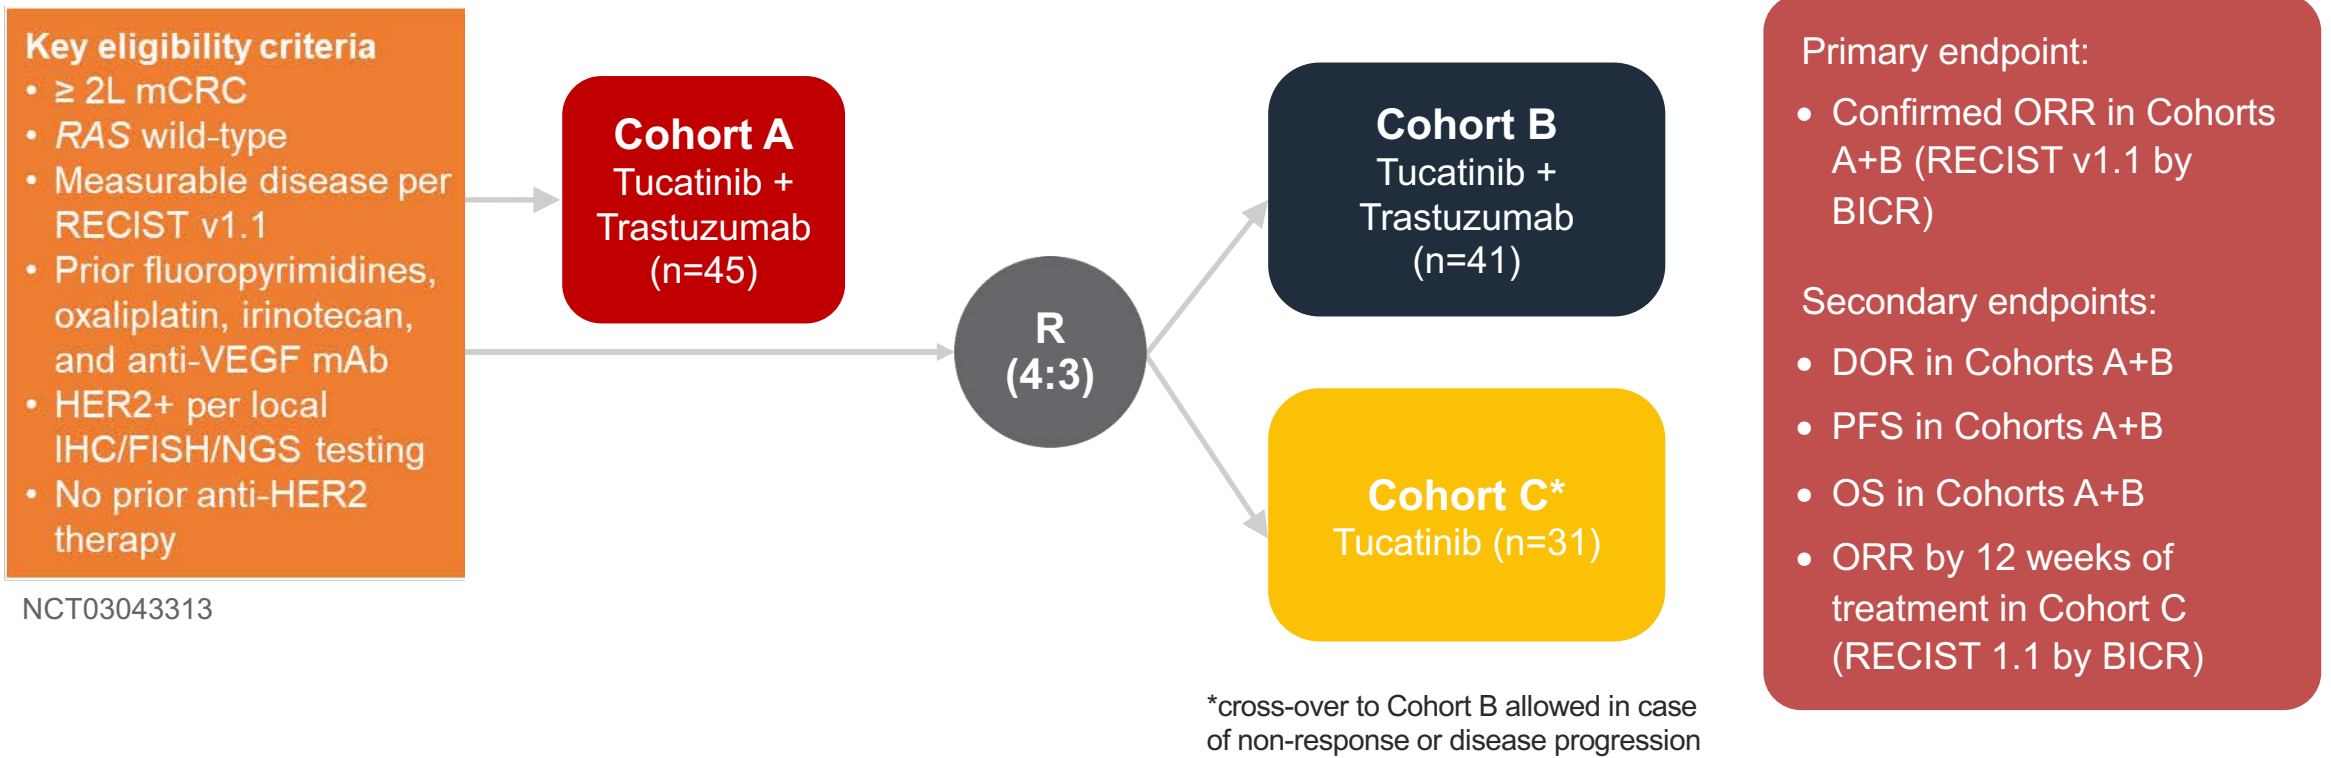 Key eligibility criteria
• ≥ 2L mCRC
• RAS wild-type
• Measurable disease per
RECIST v1.1
• Prior fluoropyrimidines,
oxaliplatin, irinotecan,
and anti-VEGF mAb
• HER2+ per local
IHC/FISH/NGS testing
• No prior anti-HER2
therapy
NCT03043313
Cohort A
Tucatinib +
Trastuzumab
(n=45)
R
(4:3)
Cohort B
Tucatinib +
Trastuzumab
(n=41)
Cohort C*
Tucatinib (n=31)
*cross-over to Cohort B allowed in case
of non-response or disease progression
Primary endpoint:
• Confirmed ORR in Cohorts
A+B (RECIST v1.1 by
BICR)
Secondary endpoints:
• DOR in Cohorts A+B
• PFS in Cohorts A+B
• OS in Cohorts A+B
• ORR by 12 weeks of
treatment in Cohort C
(RECIST 1.1 by BICR)